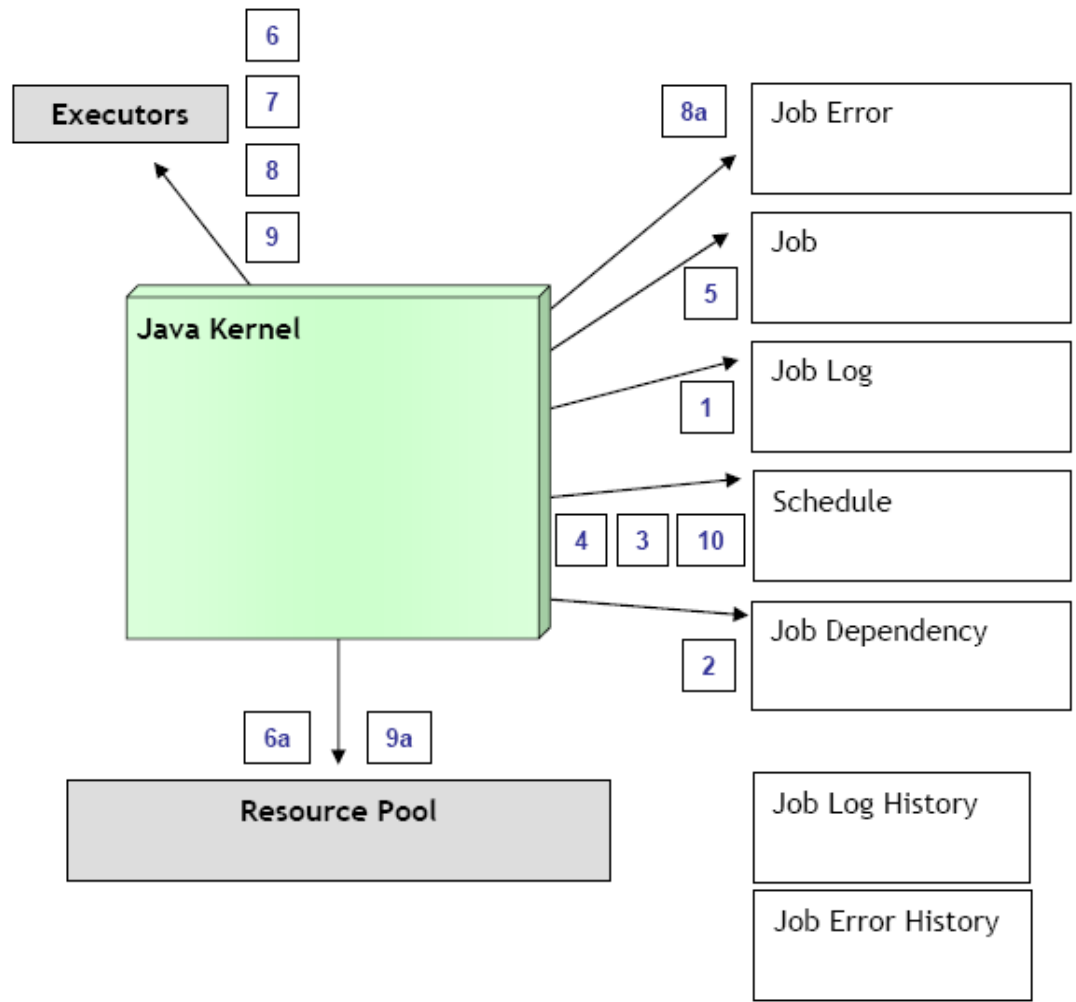 6
Executors
7
8
9
8a
Job Error
Job
5
Java Kernel
Job Log
1
Schedule
4 3 10
Job Dependency
2
6a 9a
Resource Pool
Job Log History
Job Error History